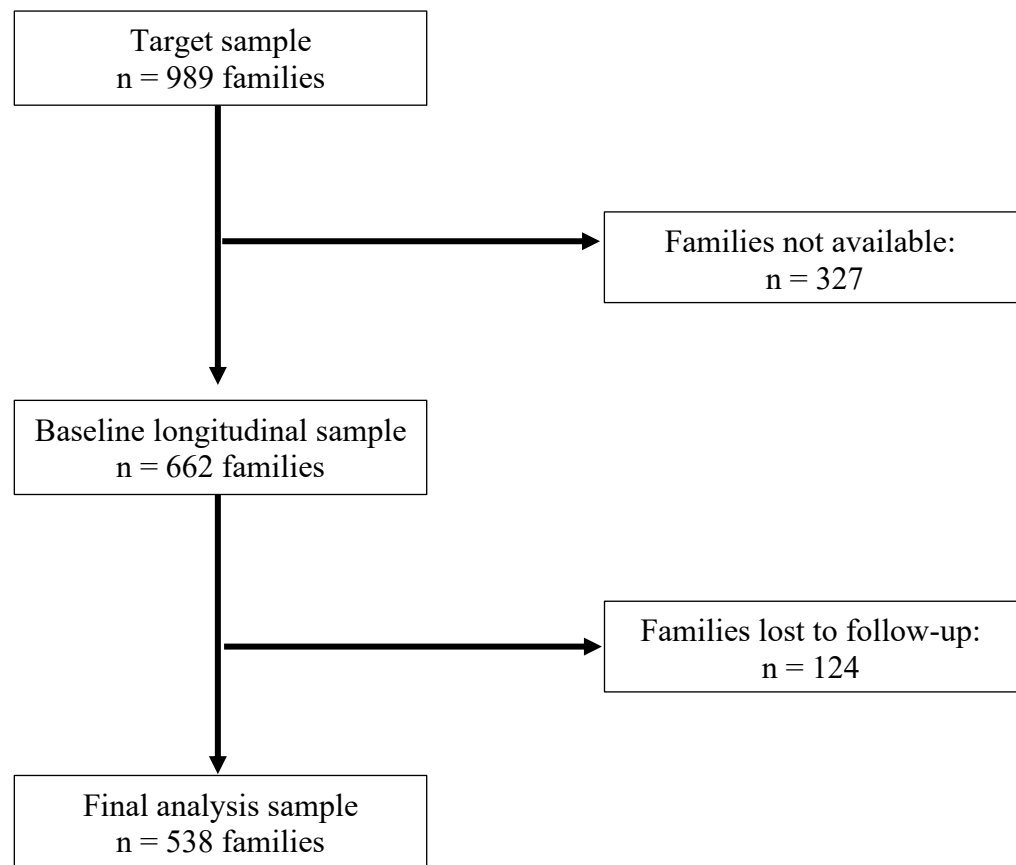 Target sample
n = 989 families
Families not available:
n = 327
Baseline longitudinal sample
n = 662 families
Families lost to follow-up:
n = 124
Final analysis sample
n = 538 families